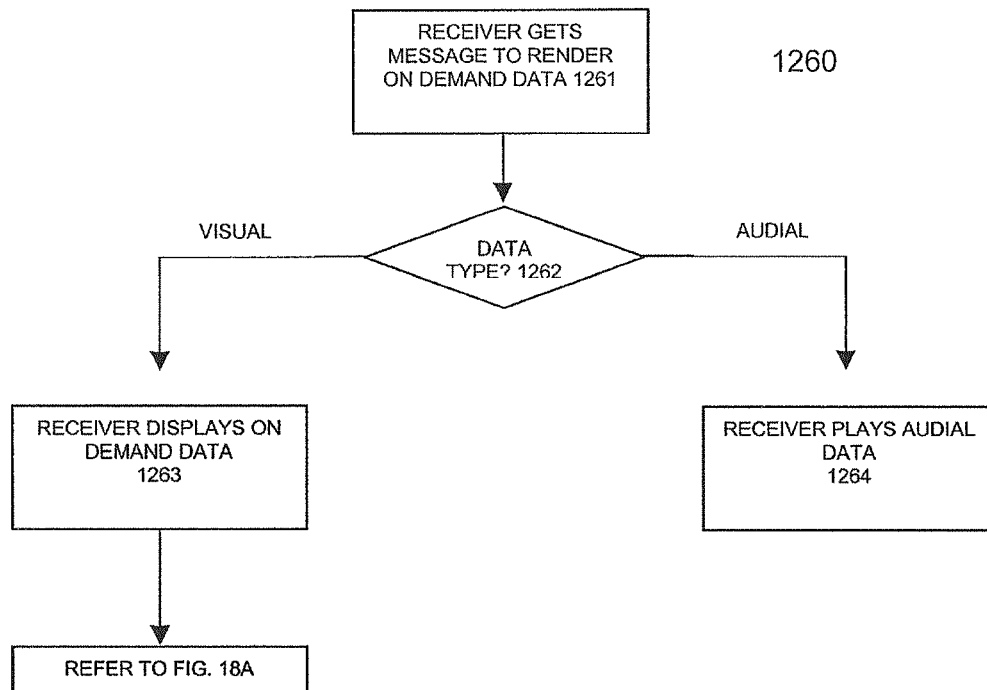 RECEIVER GETS
MESSAGE TO RENDER
ON DEMAND DATA 1261
1260
VISUAL
AUDIAL
DATA
TYPE? 1262
RECEIVER DISPLAYS ON
DEMAND DATA
1263
RECEIVER PLAYS AUDIAL
DATA
1264
REFER TO FIG. 18A